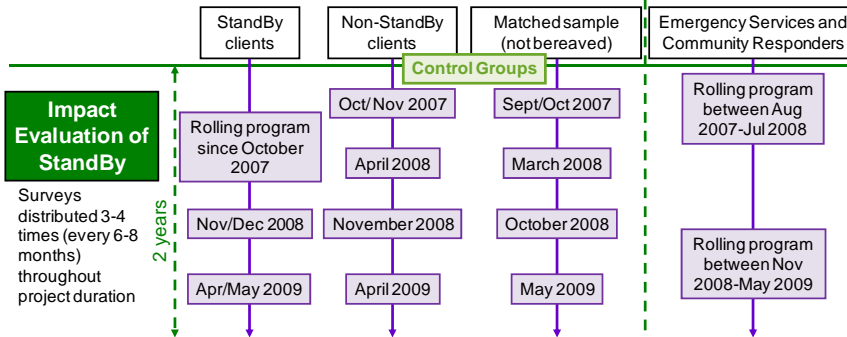 StandBy
clients
Non-StandBy
clients
Matched sample
(not bereaved)
Emergency Services and
Community Responders
Control Groups
Impact
Evaluation of
StandBy
Surveys
distributed 3-4
times (every 6-8
months)
throughout
project duration
2 years
Rolling program
since October
2007
Nov/Dec 2008
Apr/May 2009
Oct/Nov 2007
April 2008
November 2008
April 2009
Sept/Oct 2007
March 2008
October 2008
May 2009
Rolling program
between Aug
2007-Jul 2008
Rolling program
between Nov
2008-May 2009